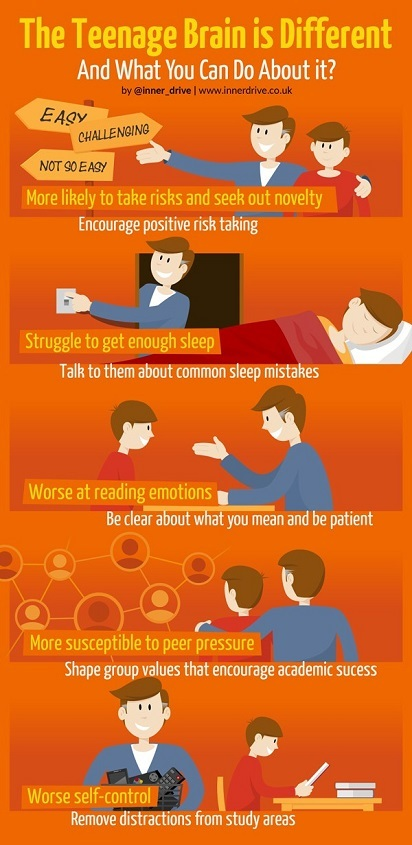 The Teenage Brain is Different
And What You Can Do About it?
by @inner_drive | www.innerdrive.co.uk
EASY
CHALLENGING
NOT SO EASY
More likely to take risks and seek out novelty
Encourage positive risk taking
Struggle to get enough sleep
Talk to them about common sleep mistakes
Worse at reading emotions
Be clear about what you mean and be patient
More susceptible to peer pressure
Shape group values that encourage academic sucess
Worse self-control
Remove distractions from study areas